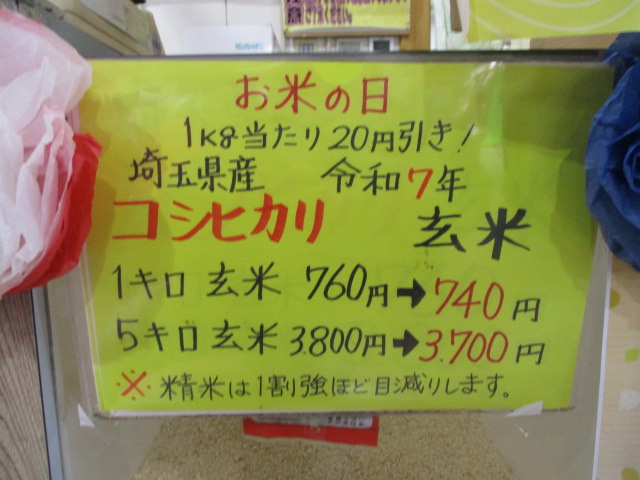 お米の日
1kg当たり20円引き!
埼玉県産 令和7年
コシヒカリ 玄米
1キロ 玄米 760円→740円
5キロ 玄米 3.800円→3.700円
※ 精米は1割強ほど目減りします。